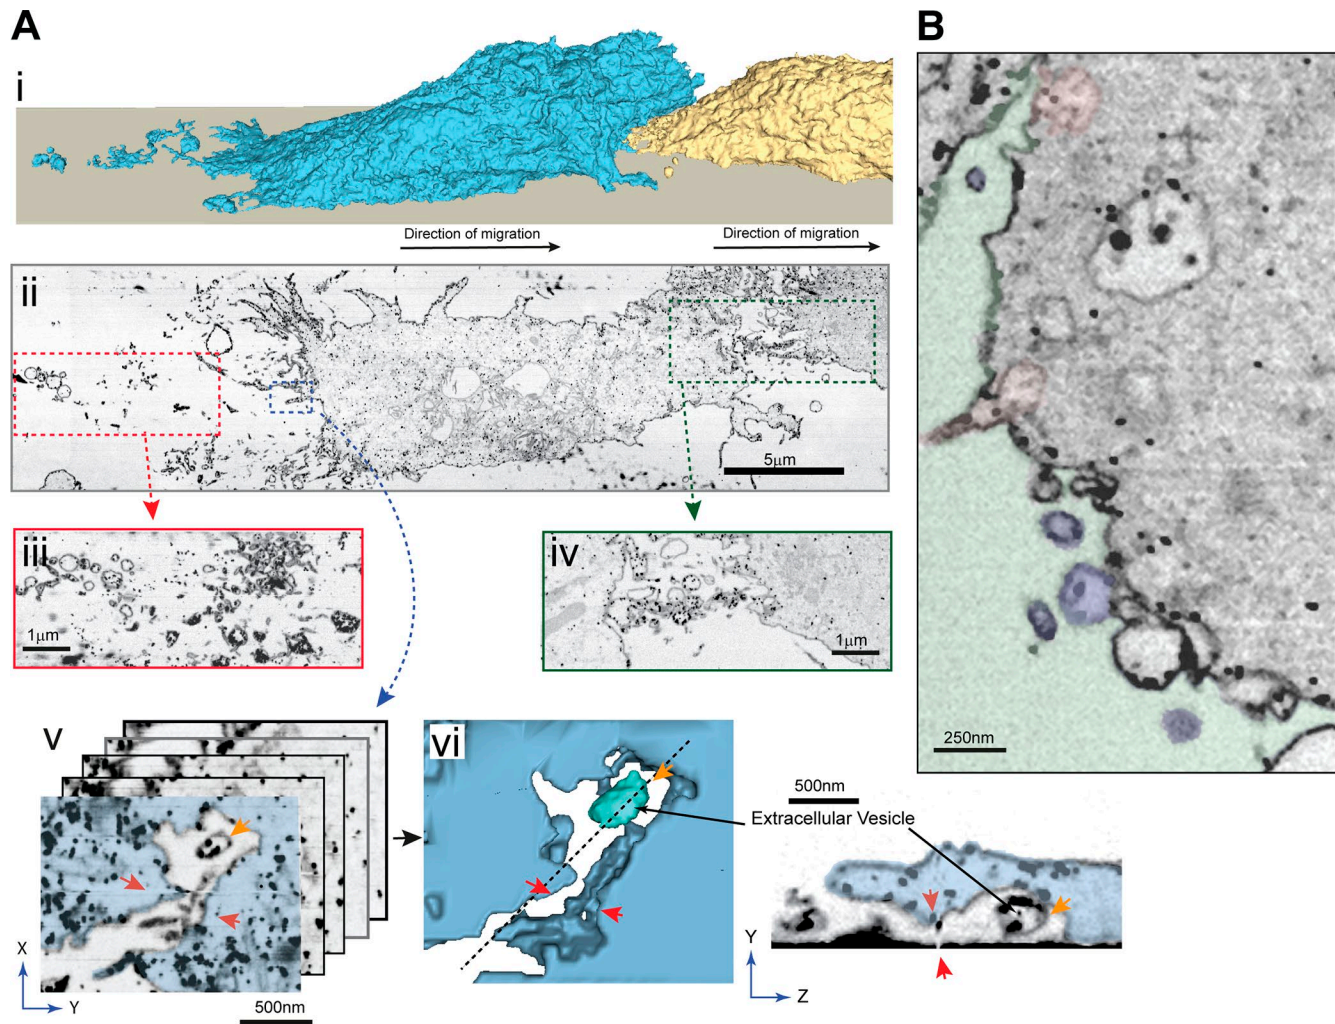 A
B
i
Direction of migration
Direction of migration
ii
5μm
iii
1μm
iv
1μm
250nm
v
vi
500nm
Extracellular Vesicle
X
Y
500nm
Y
Z